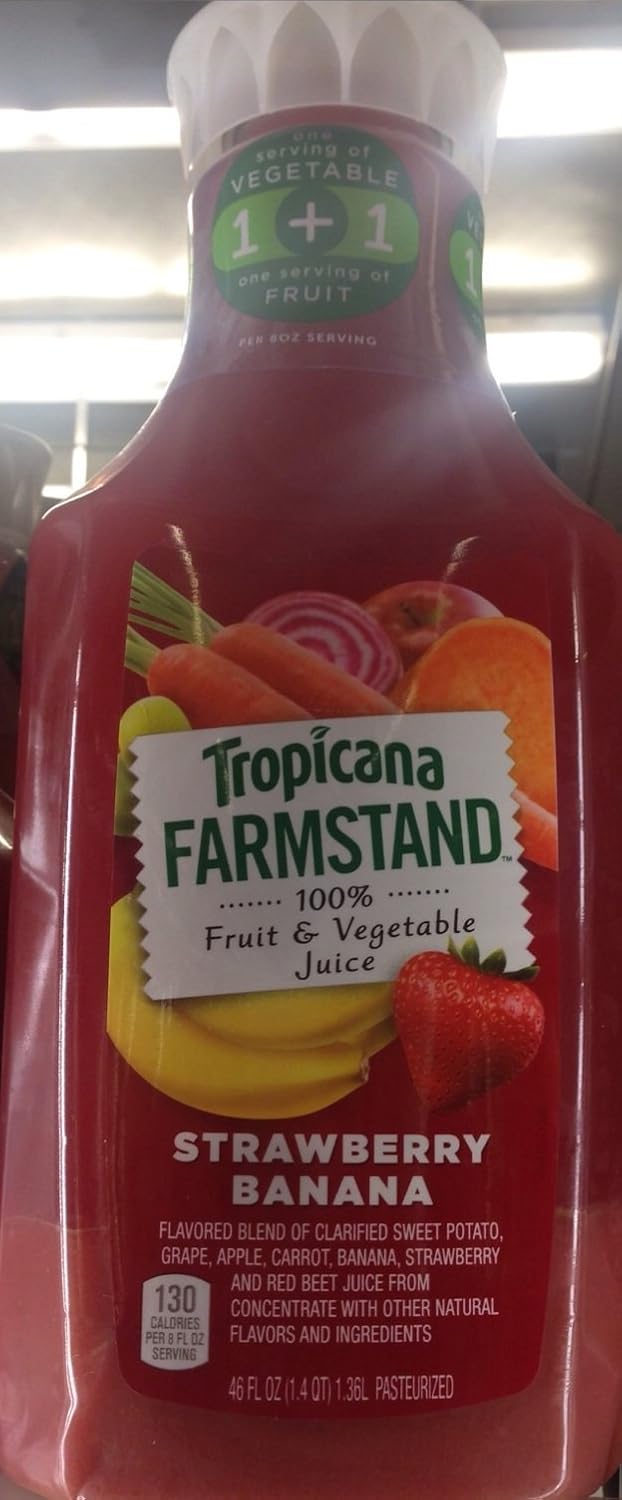 one
serving of
VEGETABLE
1 + 1
one serving of
FRUIT
PER 8OZ SERVING
1
Tropicana
FARMSTAND™
100%
Fruit & Vegetable
Juice
STRAWBERRY
BANANA
FLAVORED BLEND OF CLARIFIED SWEET POTATO,
GRAPE, APPLE, CARROT, BANANA, STRAWBERRY
AND RED BEET JUICE FROM
CONCENTRATE WITH OTHER NATURAL
FLAVORS AND INGREDIENTS
130
CALORIES
PER 8 FL OZ
SERVING
46 FL OZ (1.4 QT) 1.36L PASTEURIZED